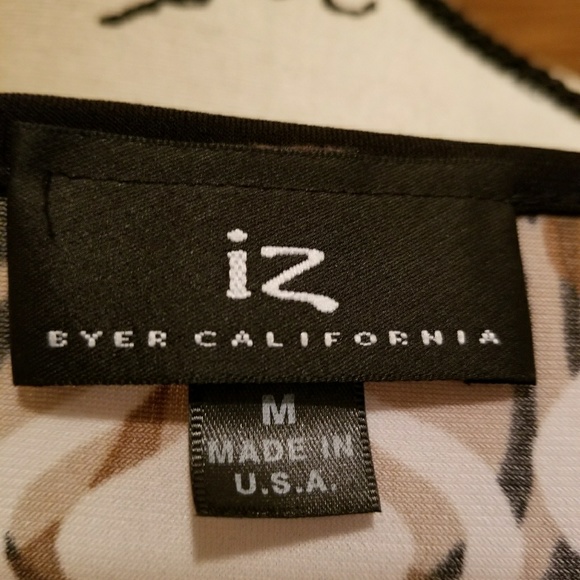 iz
BYER CALIFORNIA
M
MADE IN
U.S.A.